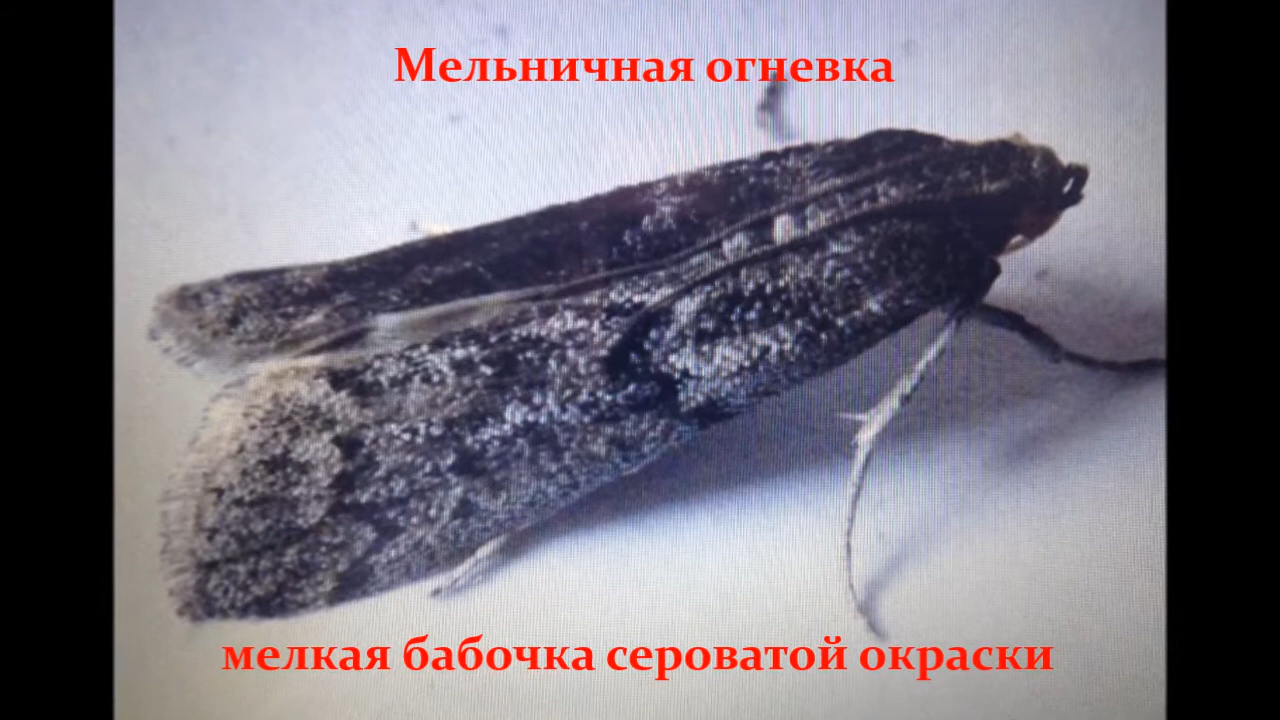 Мельничная огневка
мелкая бабочка сероватой окраски